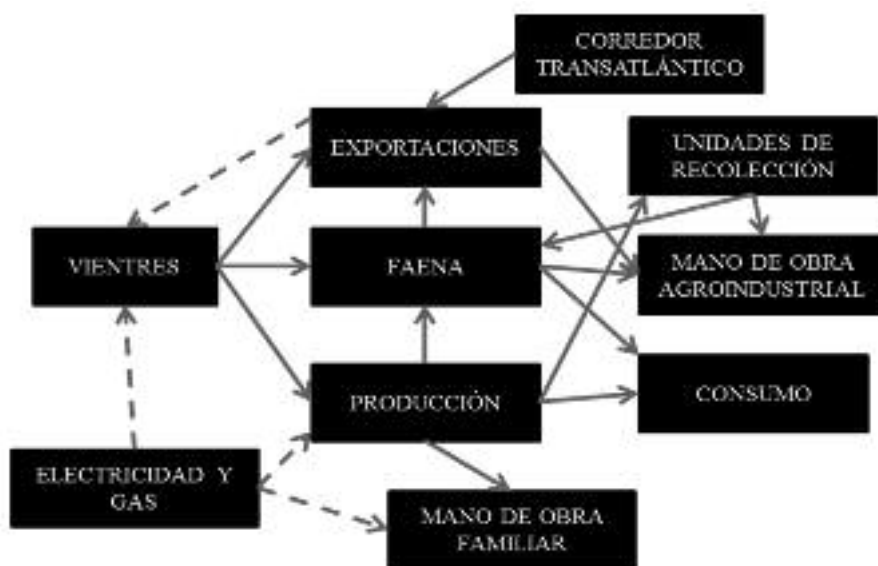 CORREDOR
TRANSATLÁNTICO
EXPORTACIONES
UNIDADES DE
RECOLECCIÓN
VIENTRES
FAENA
MANO DE OBRA
AGROINDUSTRIAL
PRODUCCIÓN
CONSUMO
ELECTRICIDAD Y
GAS
MANO DE OBRA
FAMILIAR